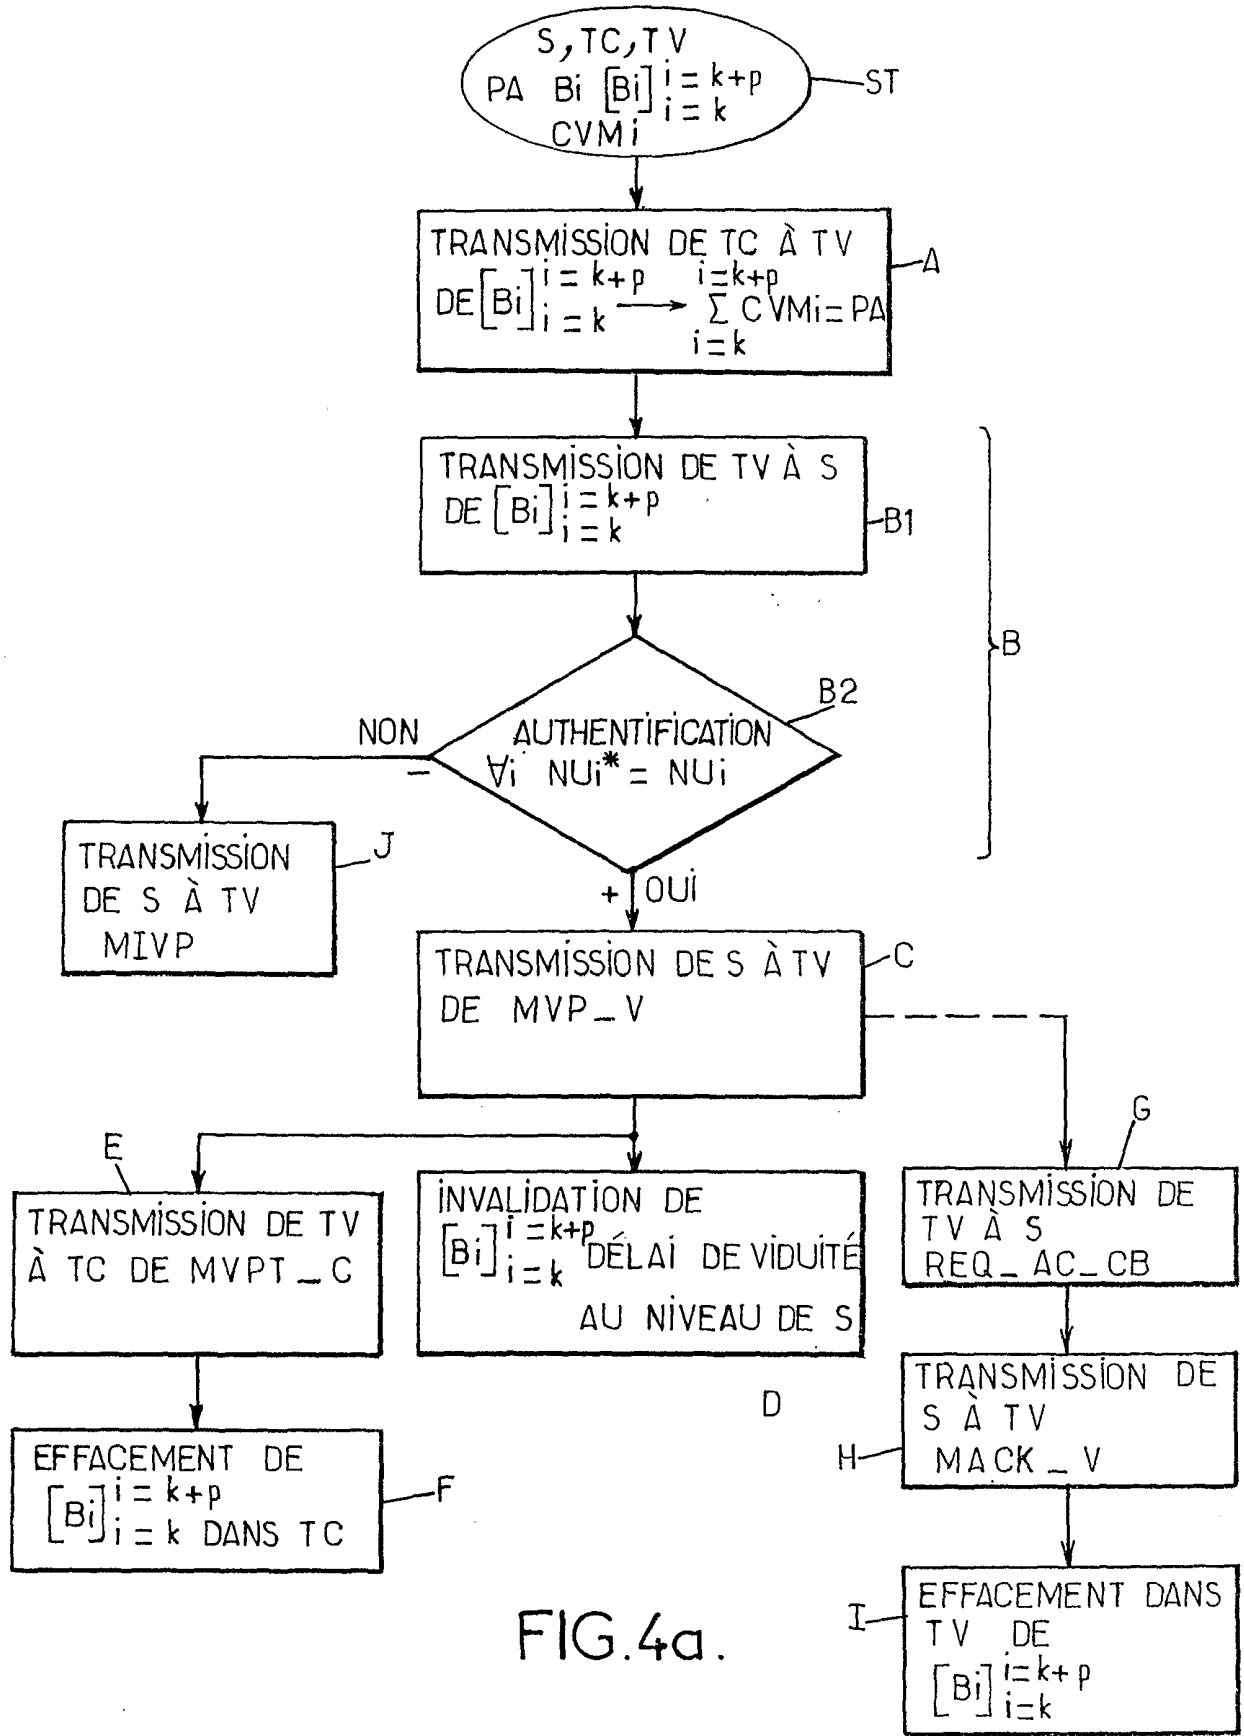 S, TC, TV
PA Bi [Bi] i = k+p
i = k
CVMi
ST
TRANSMISSION DE TC À TV
DE [Bi] i = k+p i = k → i=k+p Σ i=k CVMi = PA
A
TRANSMISSION DE TV À S
DE [Bi] i = k+p
i = k
B1
B
B2
AUTHENTIFICATION
∀i NUi* = NUi
NON
–
J
TRANSMISSION
DE S À TV
MIVP
+ OUI
TRANSMISSION DE S À TV
DE MVP_V
C
E
TRANSMISSION DE TV
À TC DE MVPT_C
INVALIDATION DE
[Bi] i = k+p i = k DÉLAI DE VIDUITÉ
AU NIVEAU DE S
D
G
TRANSMISSION DE
TV À S
REQ_AC_CB
TRANSMISSION DE
S À TV
MACK_V
H
EFFACEMENT DE
[Bi] i = k+p
i = k DANS TC
F
EFFACEMENT DANS
TV DE
[Bi] i = k+p
i = k
I
FIG.4a.